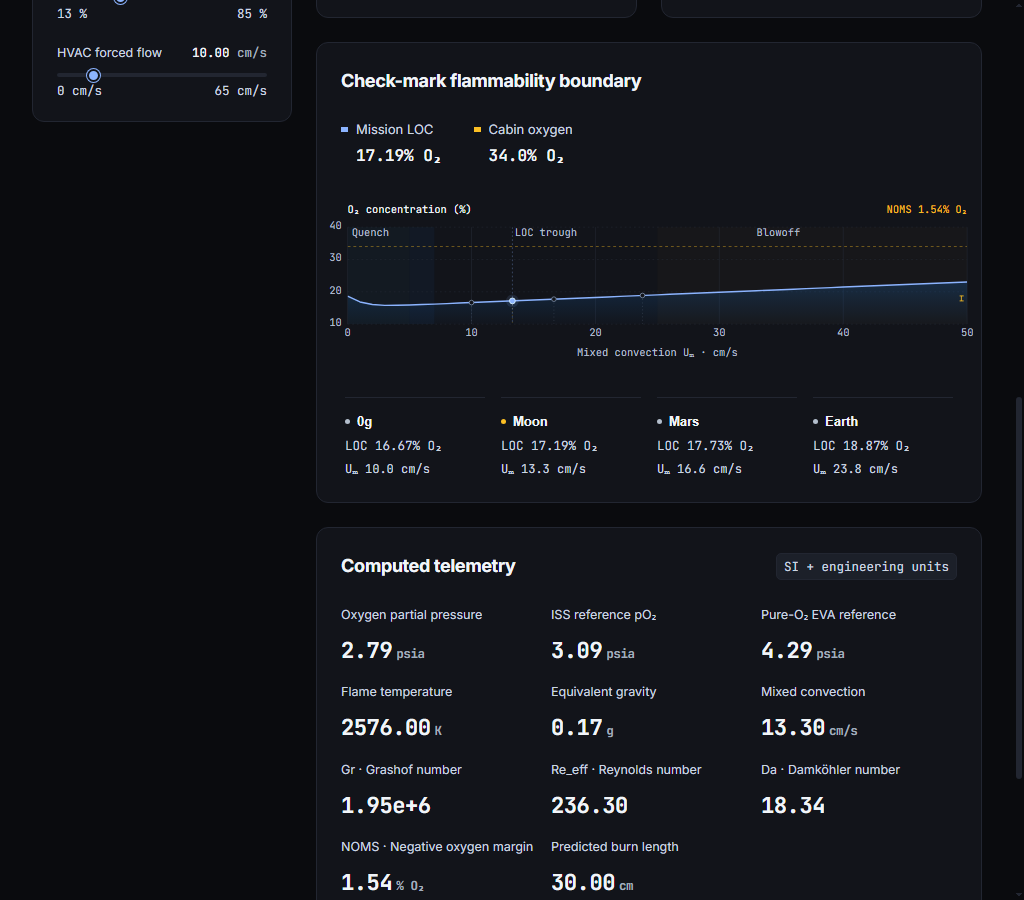 13 % 85 %
HVAC forced flow 10.00 cm/s
0 cm/s 65 cm/s
Check-mark flammability boundary
Mission LOC Cabin oxygen
17.19% O₂ 34.0% O₂
O₂ concentration (%) NOMS 1.54% O₂
40
Quench LOC trough Blowoff
30
20
I
10
0 10 20 30 40 50
Mixed convection Uₘ · cm/s
0g Moon Mars Earth
LOC 16.67% O₂ LOC 17.19% O₂ LOC 17.73% O₂ LOC 18.87% O₂
Uₘ 10.0 cm/s Uₘ 13.3 cm/s Uₘ 16.6 cm/s Uₘ 23.8 cm/s
Computed telemetry SI + engineering units
Oxygen partial pressure ISS reference pO₂ Pure-O₂ EVA reference
2.79 psia 3.09 psia 4.29 psia
Flame temperature Equivalent gravity Mixed convection
2576.00 K 0.17 g 13.30 cm/s
Gr · Grashof number Re_eff · Reynolds number Da · Damköhler number
1.95e+6 236.30 18.34
NOMS · Negative oxygen margin Predicted burn length
1.54 % O₂ 30.00 cm